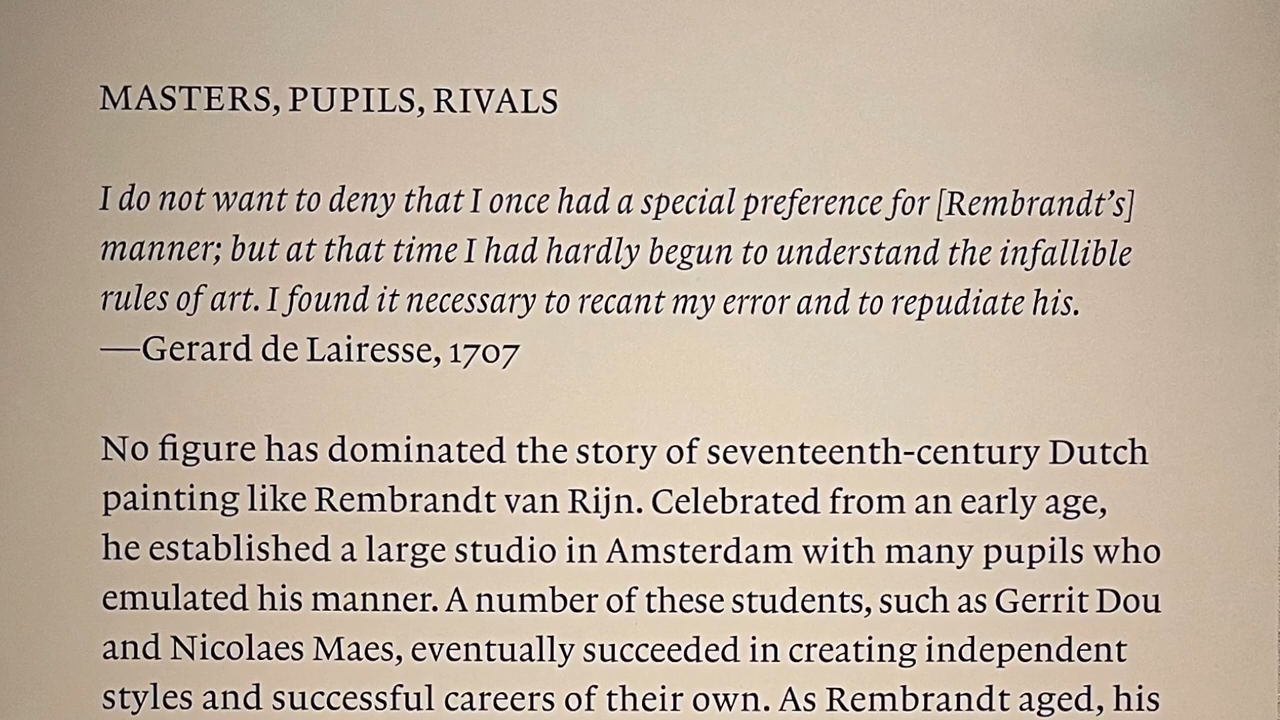 MASTERS, PUPILS, RIVALS
I do not want to deny that I once had a special preference for [Rembrandt’s]
manner; but at that time I had hardly begun to understand the infallible
rules of art. I found it necessary to recant my error and to repudiate his.
—Gerard de Lairesse, 1707
No figure has dominated the story of seventeenth-century Dutch
painting like Rembrandt van Rijn. Celebrated from an early age,
he established a large studio in Amsterdam with many pupils who
emulated his manner. A number of these students, such as Gerrit Dou
and Nicolaes Maes, eventually succeeded in creating independent
styles and successful careers of their own. As Rembrandt aged, his